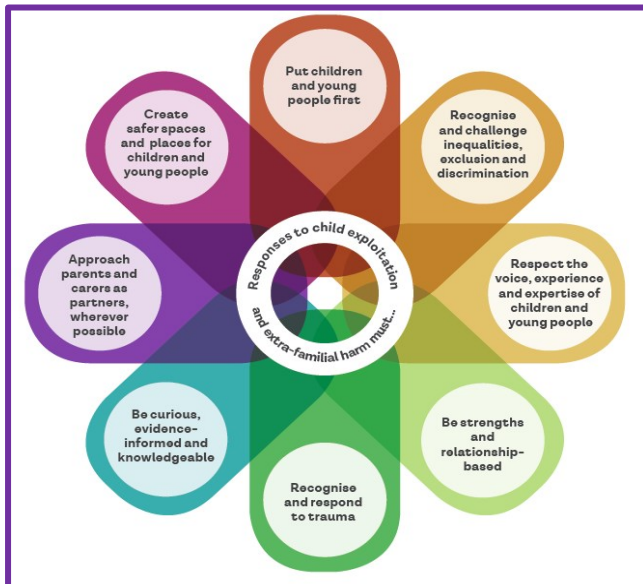 Put children
and young
people first
Recognise
and challenge
inequalities,
exclusion and
discrimination
Respect the
voice, experience
and expertise of
children and
young people
Be strengths
and
relationship-
based
Recognise
and respond
to trauma
Be curious,
evidence-
informed and
knowledgeable
Approach
parents and
carers as
partners,
wherever
possible
Create
safer spaces
and places for
children and
young people
Responses to child exploitation
and extra-familial harm must...